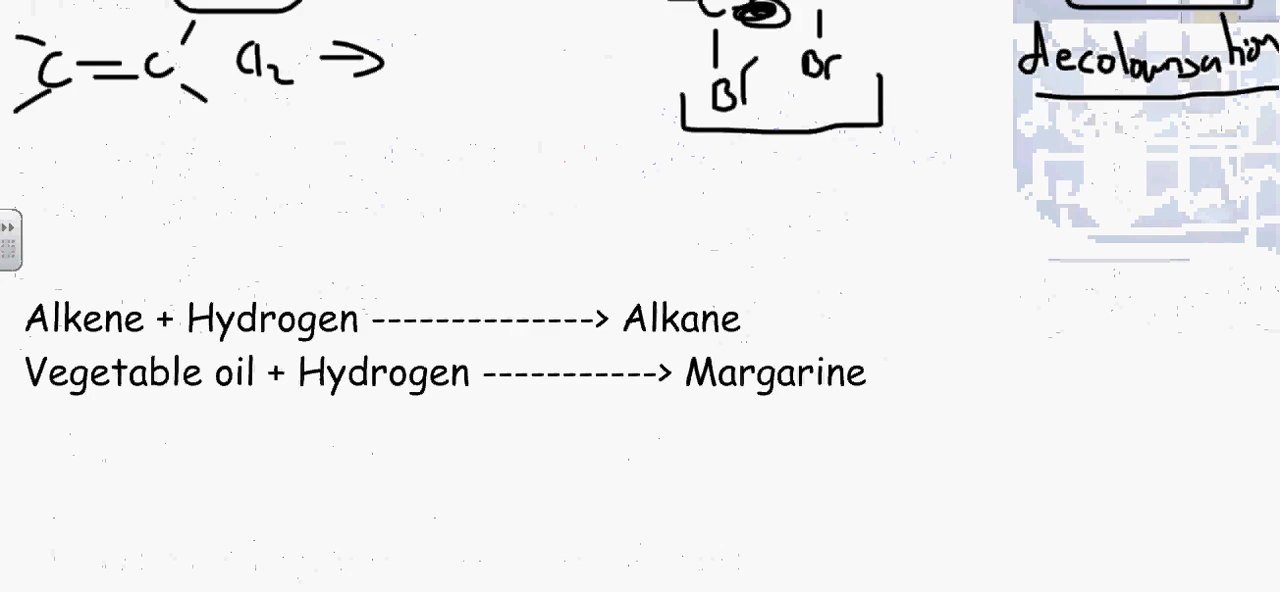 C=C Cl2 →
C
Br Br
decolourisation
Alkene + Hydrogen --------------> Alkane
Vegetable oil + Hydrogen -----------> Margarine